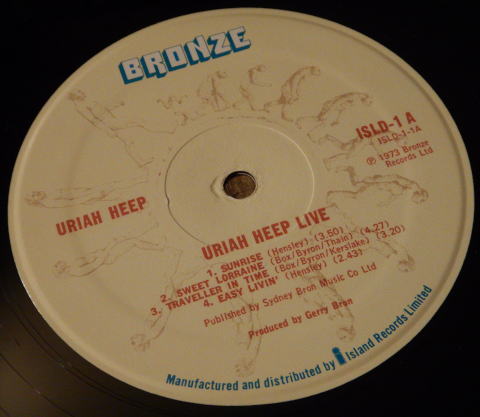 BRONZE
ISLD-1 A
ISLD-1-1A
℗ 1973 Bronze
Records Ltd
URIAH HEEP
URIAH HEEP LIVE
1. SUNRISE (Hensley) (3.50)
2. SWEET LORRAINE (Box/Byron/Thain) (4.27)
3. TRAVELLER IN TIME (Box/Byron/Kerslake) (3.20)
4. EASY LIVIN' (Hensley) (2.43)
Published by Sydney Bron Music Co Ltd
Produced by Gerry Bron
Manufactured and distributed by i Island Records Limited